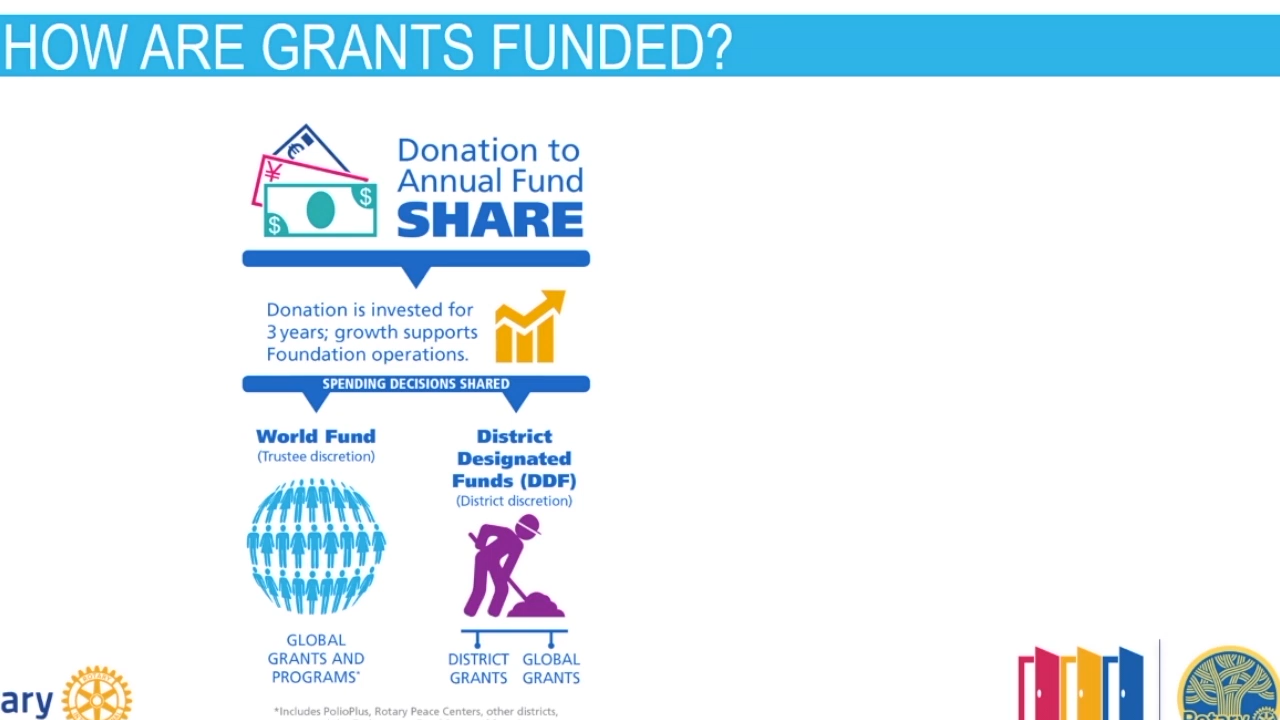 HOW ARE GRANTS FUNDED?
Donation to
Annual Fund
SHARE
Donation is invested for
3 years; growth supports
Foundation operations.
SPENDING DECISIONS SHARED
World Fund
(Trustee discretion)
District
Designated
Funds (DDF)
(District discretion)
GLOBAL
GRANTS AND
PROGRAMS*
DISTRICT
GRANTS
GLOBAL
GRANTS
*Includes PolioPlus, Rotary Peace Centers, other districts,
ary
Rotary